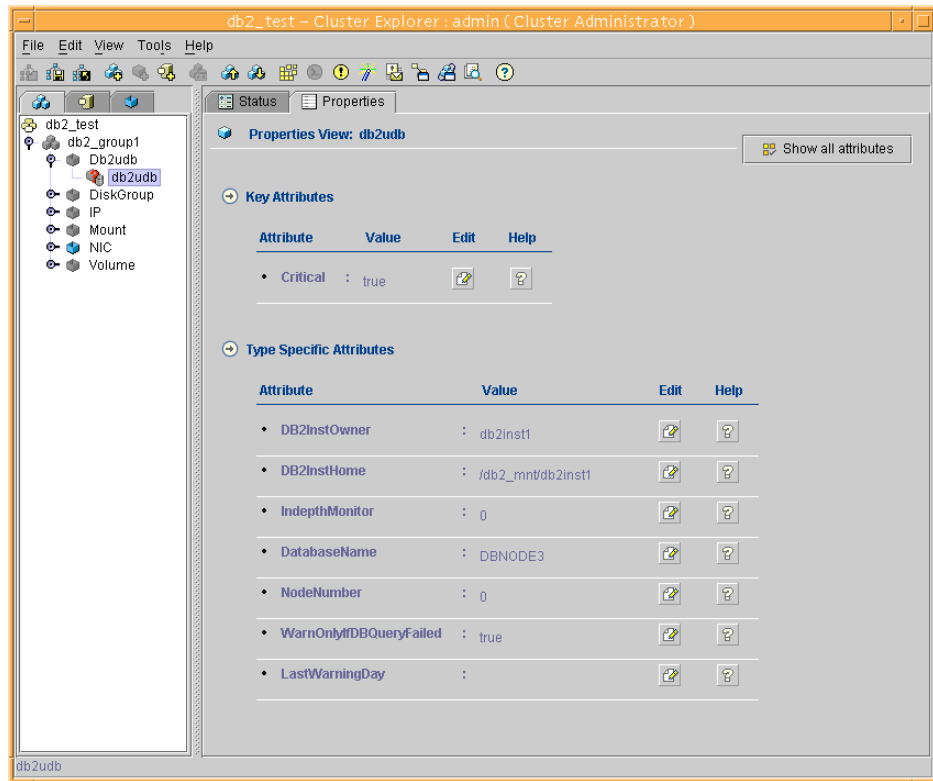 db2_test – Cluster Explorer : admin ( Cluster Administrator )
File Edit View Tools Help
Status Properties
db2_test
db2_group1
Db2udb
db2udb
DiskGroup
IP
Mount
NIC
Volume
Properties View: db2udb
Show all attributes
Key Attributes
Attribute Value Edit Help
• Critical : true
Type Specific Attributes
Attribute Value Edit Help
• DB2InstOwner : db2inst1
• DB2InstHome : /db2_mnt/db2inst1
• IndepthMonitor : 0
• DatabaseName : DBNODE3
• NodeNumber : 0
• WarnOnlyIfDBQueryFailed : true
• LastWarningDay :
db2udb